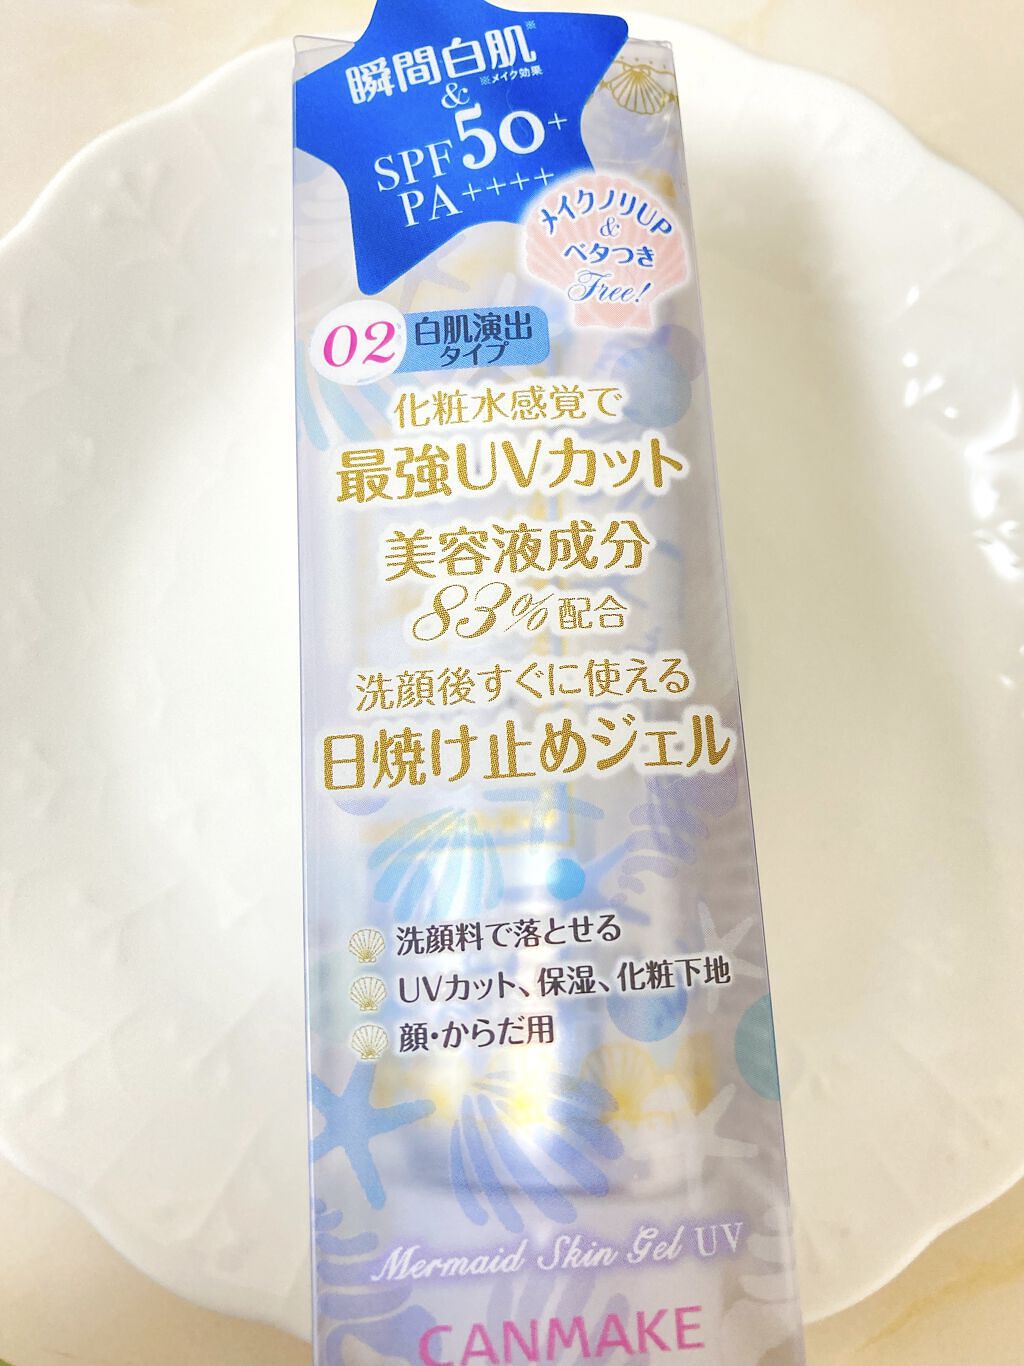 瞬間白肌※
※メイク効果
&
SPF50+
PA++++
メイクノリUP
&
ベタつき
Free!
02 白肌演出
タイプ
化粧水感覚で
最強UVカット
美容液成分
83%配合
洗顔後すぐに使える
日焼け止めジェル
洗顔料で落とせる
UVカット、保湿、化粧下地
顔・からだ用
Mermaid Skin Gel UV
CANMAKE